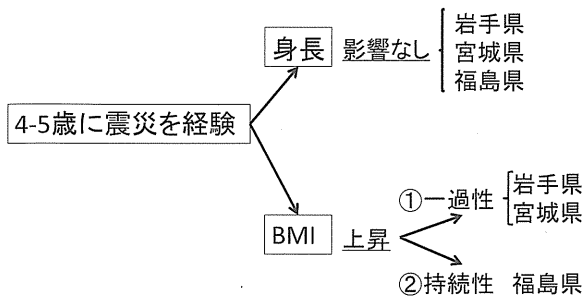 身長 影響なし
岩手県
宮城県
福島県
4-5歳に震災を経験
BMI 上昇
①一過性
岩手県
宮城県
②持続性 福島県